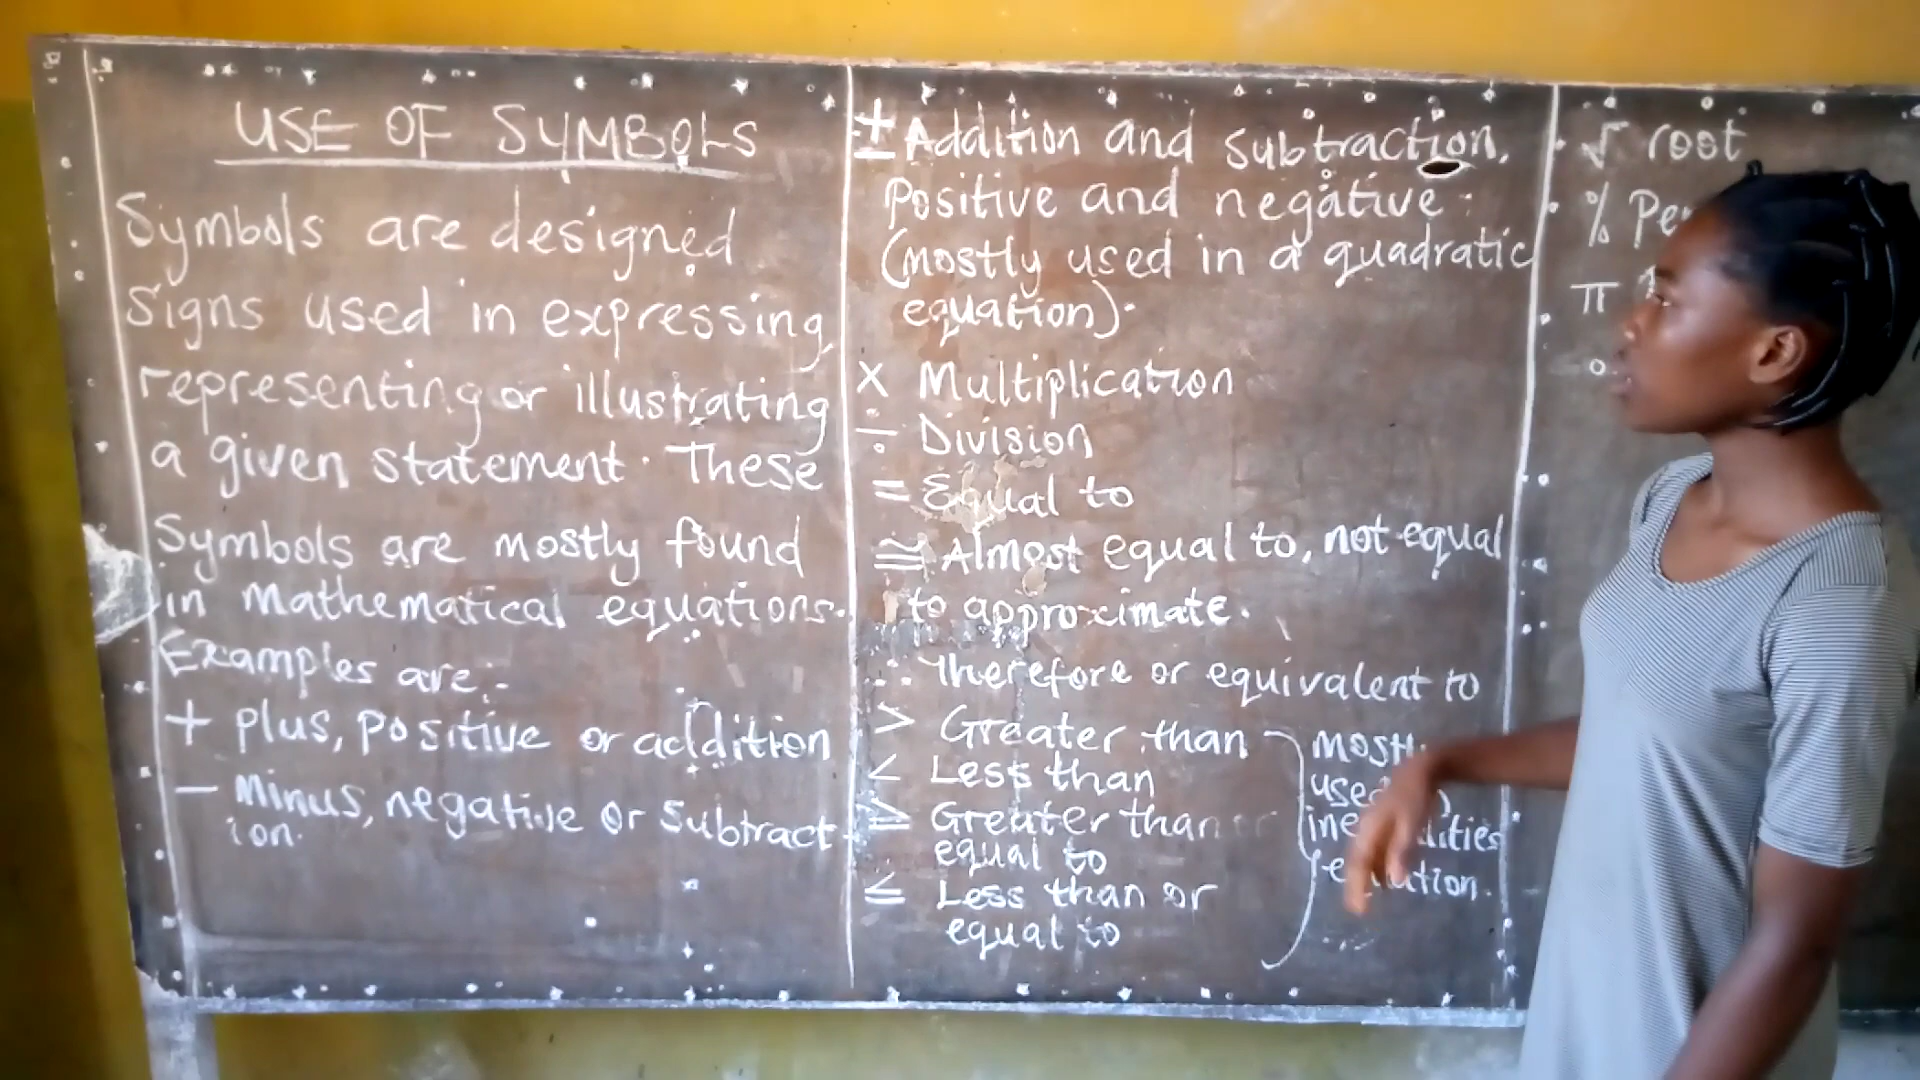 USE OF SYMBOLS
Symbols are designed
signs used in expressing,
representing or illustrating
a given statement. These
Symbols are mostly found
in mathematical equations.
Examples are:-
+ plus, positive or addition
− Minus, negative or subtract
ion.
± Addition and subtraction,
Positive and negative.
(mostly used in a quadratic
equation).
× Multiplication
÷ Division
= Equal to
≅ Almost equal to, not equal
to approximate.
∴ Therefore or equivalent to
> Greater than
< Less than
≥ Greater than or
equal to
≤ Less than or
equal to
used
equation.
√ root
%
π